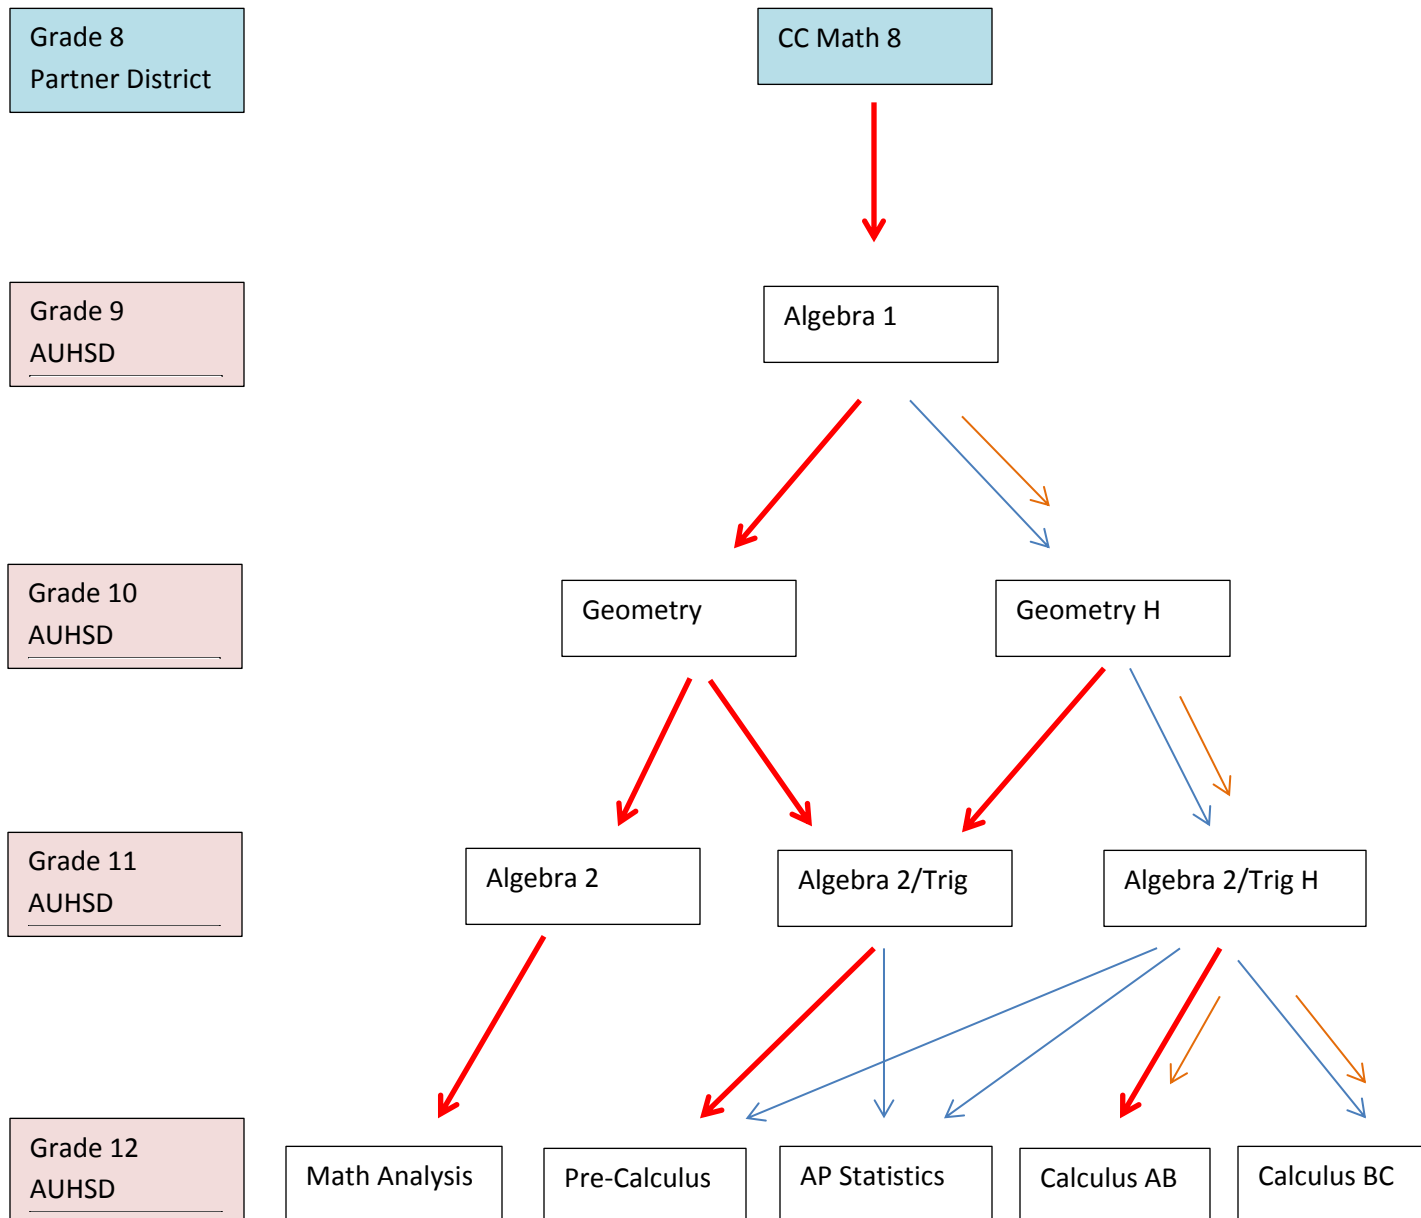 Grade 8
Partner District
CC Math 8
Grade 9
AUHSD
Algebra 1
Grade 10
AUHSD
Geometry
Geometry H
Grade 11
AUHSD
Algebra 2
Algebra 2/Trig
Algebra 2/Trig H
Grade 12
AUHSD
Math Analysis
Pre-Calculus
AP Statistics
Calculus AB
Calculus BC